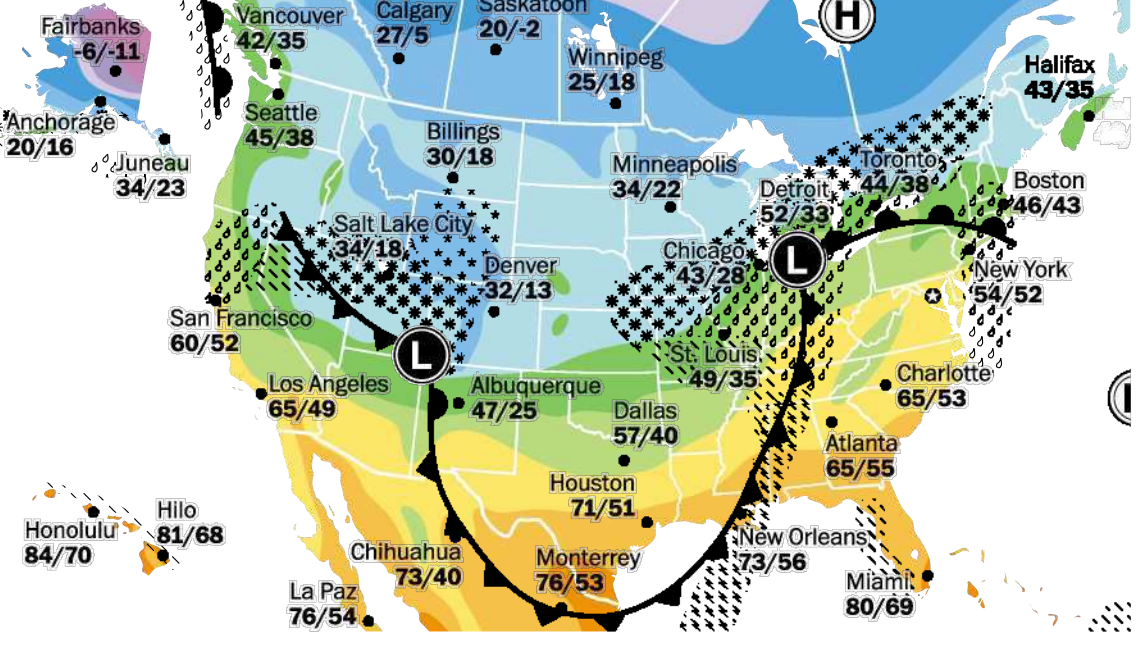 Fairbanks
-6/-11
Vancouver
42/35
Calgary
27/5
Saskatoon
20/-2
H
Winnipeg
25/18
Halifax
43/35
Anchorage
20/16
Juneau
34/23
Seattle
45/38
Billings
30/18
Minneapolis
34/22
Toronto
44/38
Detroit
52/33
Boston
46/43
Salt Lake City
34/18
Denver
32/13
Chicago
43/28
L
New York
54/52
San Francisco
60/52
L
St. Louis
49/35
Los Angeles
65/49
Albuquerque
47/25
Charlotte
65/53
Dallas
57/40
Atlanta
65/55
Houston
71/51
Honolulu
84/70
Hilo
81/68
Chihuahua
73/40
Monterrey
76/53
New Orleans
73/56
La Paz
76/54
Miami
80/69